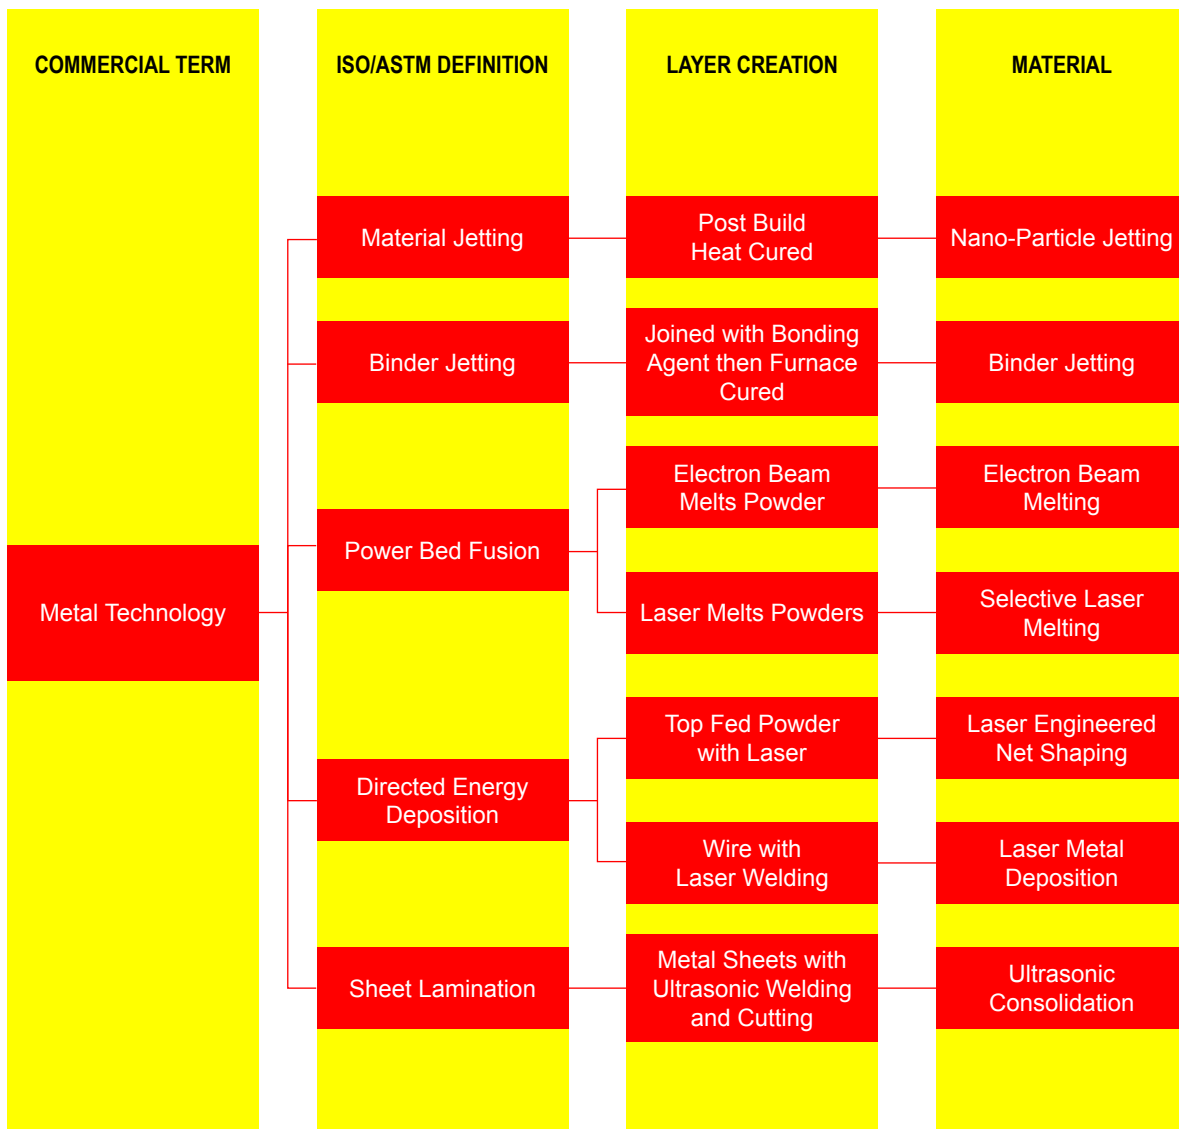 COMMERCIAL TERM
ISO/ASTM DEFINITION
LAYER CREATION
MATERIAL
Metal Technology
Material Jetting
Post Build
Heat Cured
Nano-Particle Jetting
Binder Jetting
Joined with Bonding
Agent then Furnace
Cured
Binder Jetting
Power Bed Fusion
Electron Beam
Melts Powder
Electron Beam
Melting
Laser Melts Powders
Selective Laser
Melting
Directed Energy
Deposition
Top Fed Powder
with Laser
Laser Engineered
Net Shaping
Wire with
Laser Welding
Laser Metal
Deposition
Sheet Lamination
Metal Sheets with
Ultrasonic Welding
and Cutting
Ultrasonic
Consolidation